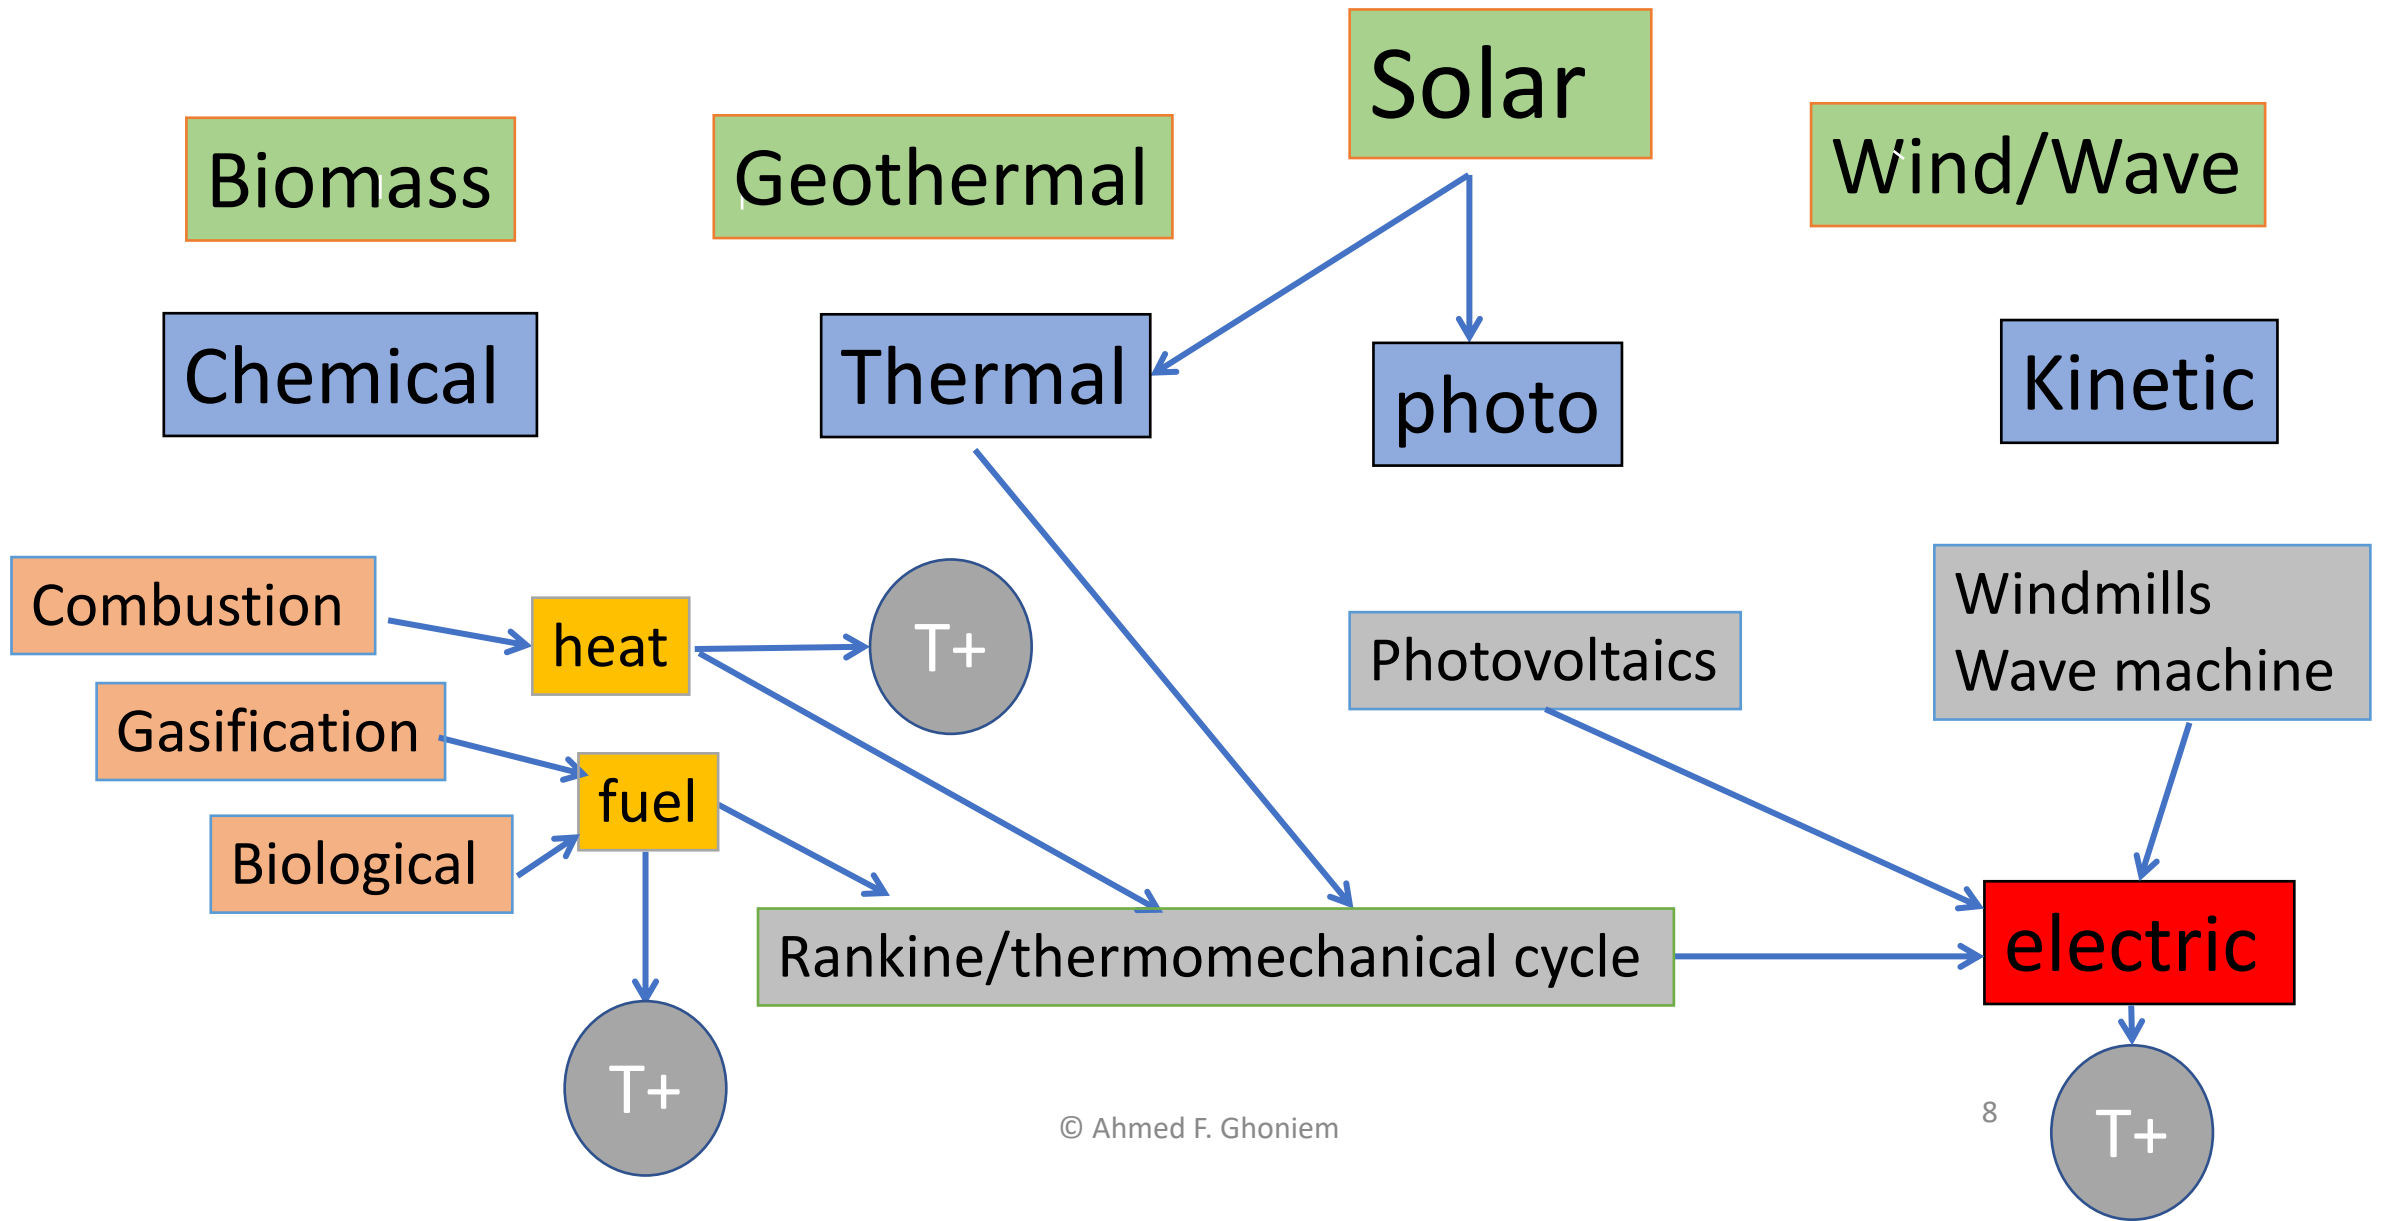 Solar
Biomass
Geothermal
Wind/Wave
Chemical
Thermal
photo
Kinetic
Combustion
heat
T+
Photovoltaics
Windmills
Wave machine
Gasification
fuel
Biological
Rankine/thermomechanical cycle
electric
T+
© Ahmed F. Ghoniem
8
T+